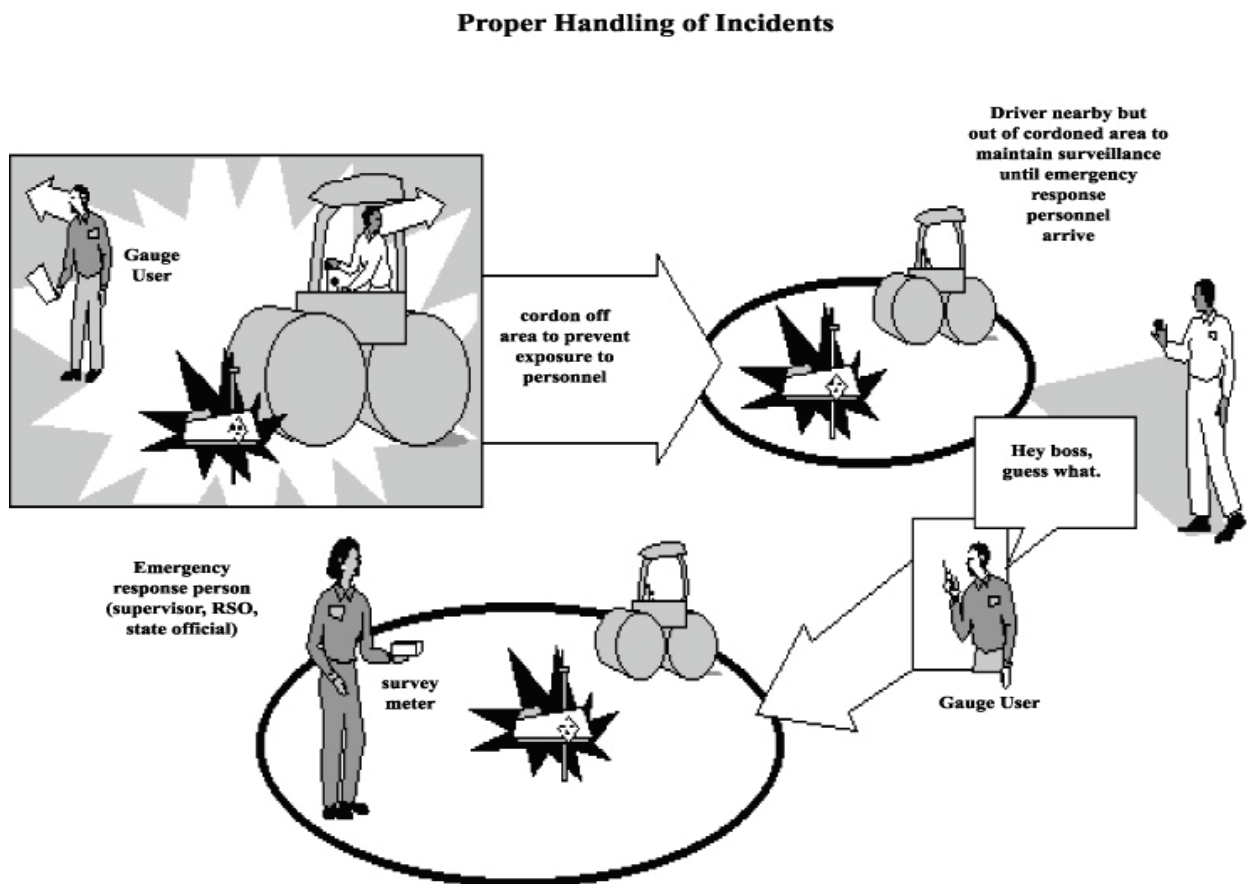 Proper Handling of Incidents
Driver nearby but
out of cordoned area to
maintain surveillance
until emergency
response
personnel
arrive
Gauge
User
cordon off
area to prevent
exposure to
personnel
Hey boss,
guess what.
Emergency
response person
(supervisor, RSO,
state official)
survey
meter
Gauge User